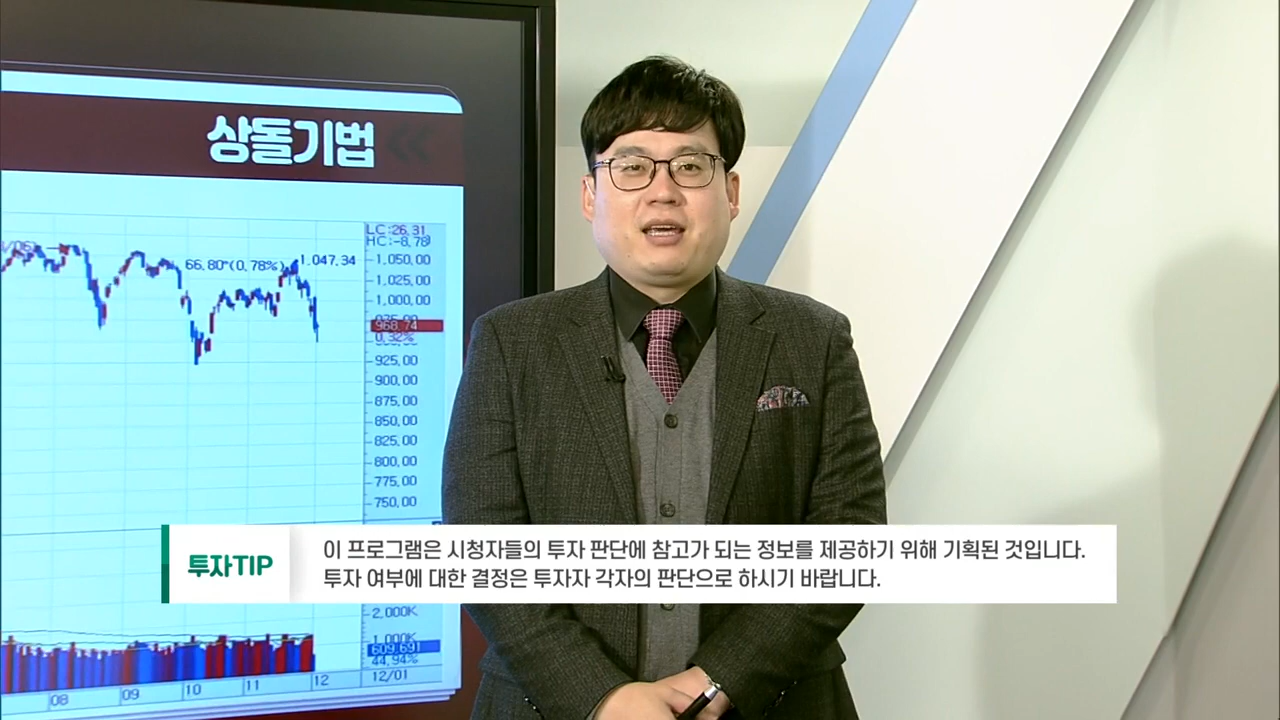 상돌기법
LC:26.31
HC:-8.78
66.80*(0.78%)
1.047.34
1.050.00
1.025.00
1.000.00
968.74
0.32%
925.00
900.00
875.00
850.00
825.00
800.00
775.00
750.00
투자TIP
이 프로그램은 시청자들의 투자 판단에 참고가 되는 정보를 제공하기 위해 기획된 것입니다.
투자 여부에 대한 결정은 투자자 각자의 판단으로 하시기 바랍니다.
2,000K
1,000K
609,691
44.94%
08 09 10 11 12 12/01